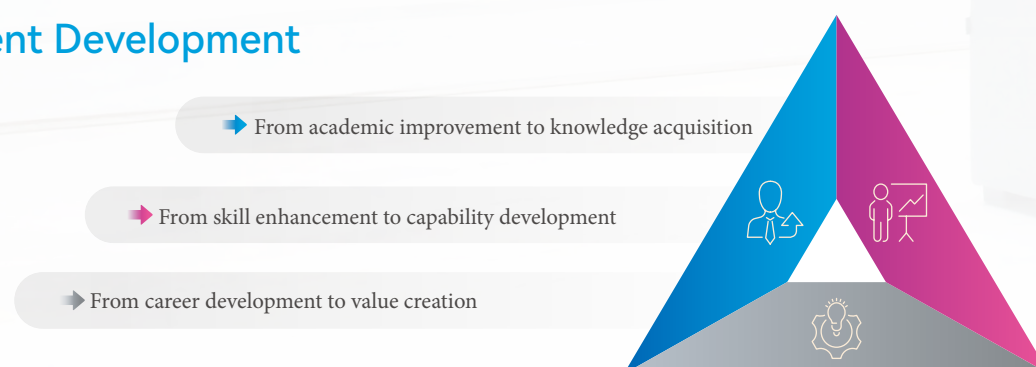 ent Development
From academic improvement to knowledge acquisition
From skill enhancement to capability development
From career development to value creation